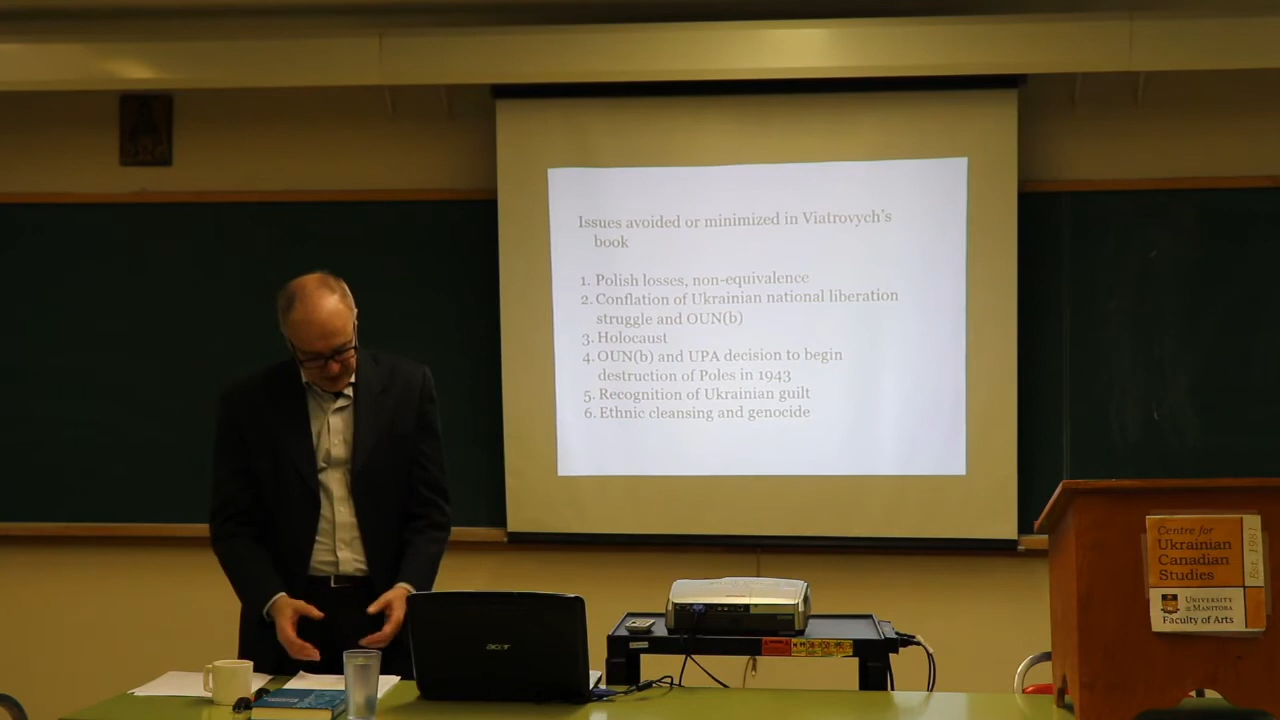 Issues avoided or minimized in Viatrovych's
book
1. Polish losses, non-equivalence
2. Conflation of Ukrainian national liberation
struggle and OUN(b)
3. Holocaust
4. OUN(b) and UPA decision to begin
destruction of Poles in 1943
5. Recognition of Ukrainian guilt
6. Ethnic cleansing and genocide
acer
Centre for
Ukrainian
Canadian
Studies
Est. 1981
UNIVERSITY
OF MANITOBA
Faculty of Arts